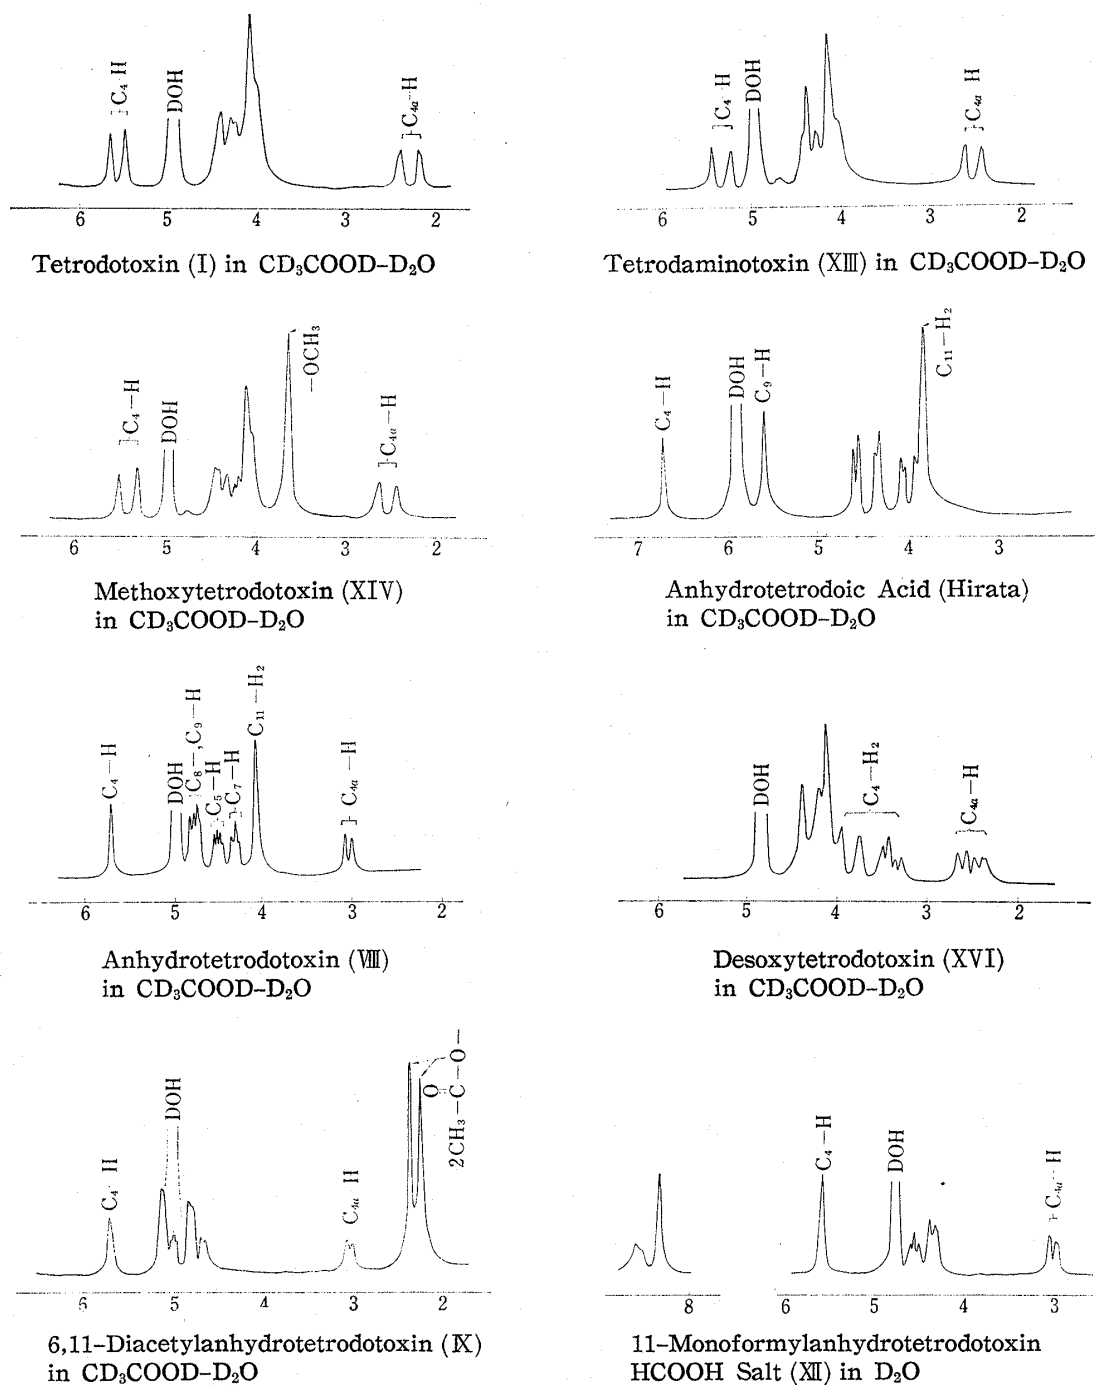 C₄ H
DOH
C₄ₐ-H
6 5 4 3 2
Tetrodotoxin (I) in CD₃COOD-D₂O
C₄ H
DOH
C₄ₐ H
6 5 4 3 2
Tetrodaminotoxin (XIII) in CD₃COOD-D₂O
C₄-H
DOH
-OCH₃
C₄ₐ-H
6 5 4 3 2
Methoxytetrodotoxin (XIV)
in CD₃COOD-D₂O
C₄-H
DOH
C₉-H
C₁₁-H₂
7 6 5 4 3
Anhydrotetrodoic Acid (Hirata)
in CD₃COOD-D₂O
C₄-H
DOH
C₈-,C₉-H
C₅-H
C₇-H
C₁₁-H₂
C₄ₐ-H
6 5 4 3 2
Anhydrotetrodotoxin (VIII)
in CD₃COOD-D₂O
DOH
C₄-H₂
C₄ₐ-H
6 5 4 3 2
Desoxytetrodotoxin (XVI)
in CD₃COOD-D₂O
C₄ H
DOH
C₄ₐ H
O
2CH₃-C-O-
6 5 4 3 2
6,11-Diacetylanhydrotetrodotoxin (IX)
in CD₃COOD-D₂O
C₄-H
DOH
C₄ₐ-H
8 6 5 4 3
11-Monoformylanhydrotetrodotoxin
HCOOH Salt (XII) in D₂O